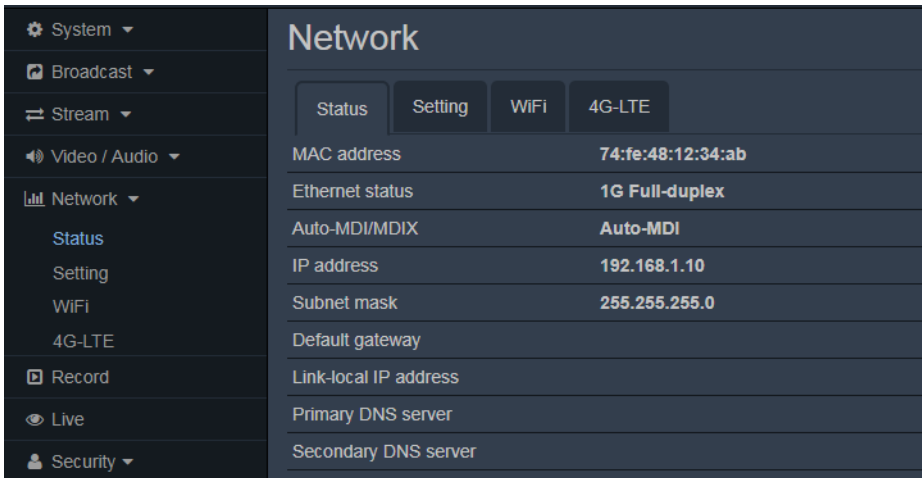 System
Broadcast
Stream
Video / Audio
Network
Status
Setting
WiFi
4G-LTE
Record
Live
Security
Network
Status Setting WiFi 4G-LTE
MAC address 74:fe:48:12:34:ab
Ethernet status 1G Full-duplex
Auto-MDI/MDIX Auto-MDI
IP address 192.168.1.10
Subnet mask 255.255.255.0
Default gateway
Link-local IP address
Primary DNS server
Secondary DNS server